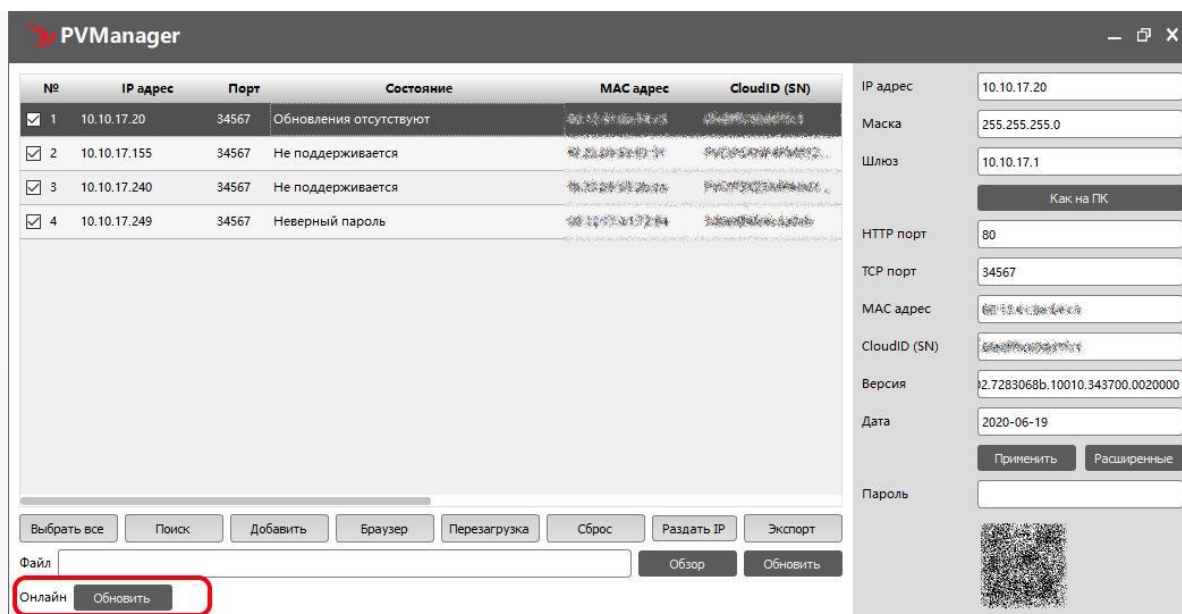 PVManager
№ IP адрес Порт Состояние MAC адрес CloudID (SN)
1 10.10.17.20 34567 Обновления отсутствуют
2 10.10.17.155 34567 Не поддерживается
3 10.10.17.240 34567 Не поддерживается
4 10.10.17.249 34567 Неверный пароль
Выбрать все Поиск Добавить Браузер Перезагрузка Сброс Раздать IP Экспорт
Файл Обзор Обновить
Онлайн Обновить
IP адрес 10.10.17.20
Маска 255.255.255.0
Шлюз 10.10.17.1
Как на ПК
HTTP порт 80
TCP порт 34567
MAC адрес
CloudID (SN)
Версия 02.7283068b.10010.343700.0020000
Дата 2020-06-19
Применить Расширенные
Пароль